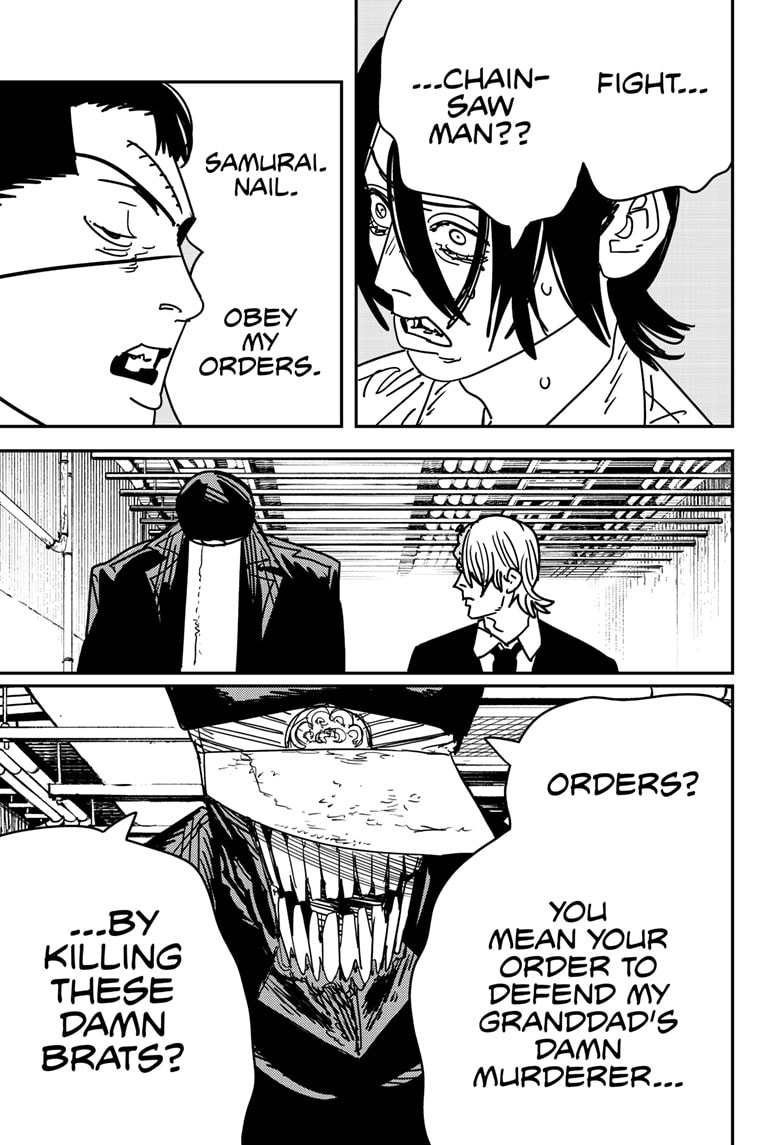 FIGHT...
...CHAIN-
SAW
MAN??
SAMURAI.
NAIL.
OBEY
MY
ORDERS.
ORDERS?
YOU
MEAN YOUR
ORDER TO
DEFEND MY
GRANDDAD'S
DAMN
MURDERER...
...BY
KILLING
THESE
DAMN
BRATS?